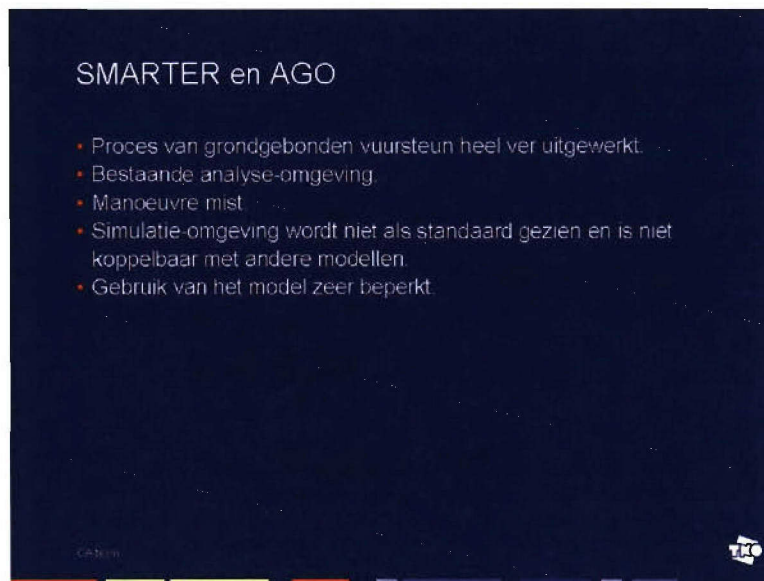 SMARTER en AGO
• Proces van grondgebonden vuursteun heel ver uitgewerkt.
• Bestaande analyse-omgeving.
• Manoeuvre mist.
• Simulatie-omgeving wordt niet als standaard gezien en is niet
koppelbaar met andere modellen.
• Gebruik van het model zeer beperkt.